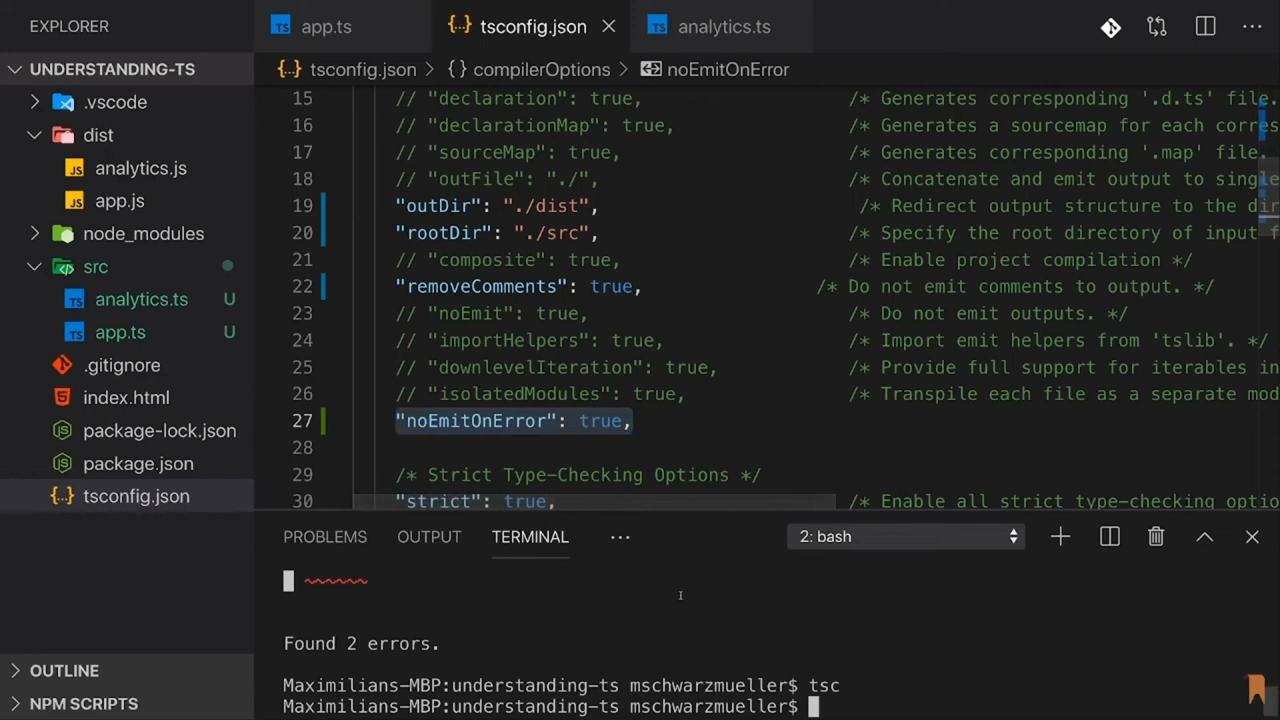 EXPLORER
UNDERSTANDING-TS
.vscode
dist
JS analytics.js
JS app.js
node_modules
src
TS analytics.ts U
TS app.ts U
.gitignore
index.html
package-lock.json
package.json
{..} tsconfig.json
OUTLINE
NPM SCRIPTS
TS app.ts
{..} tsconfig.json
TS analytics.ts
{..} tsconfig.json > {} compilerOptions > noEmitOnError
15 // "declaration": true, /* Generates corresponding '.d.ts' file.
16 // "declarationMap": true, /* Generates a sourcemap for each corres
17 // "sourceMap": true, /* Generates corresponding '.map' file.
18 // "outFile": "./", /* Concatenate and emit output to singl
19 "outDir": "./dist", /* Redirect output structure to the dir
20 "rootDir": "./src", /* Specify the root directory of input f
21 // "composite": true, /* Enable project compilation */
22 "removeComments": true, /* Do not emit comments to output. */
23 // "noEmit": true, /* Do not emit outputs. */
24 // "importHelpers": true, /* Import emit helpers from 'tslib'. */
25 // "downlevelIteration": true, /* Provide full support for iterables in
26 // "isolatedModules": true, /* Transpile each file as a separate mod
27 "noEmitOnError": true,
28
29 /* Strict Type-Checking Options */
30 "strict": true, /* Enable all strict type-checking optio
PROBLEMS OUTPUT TERMINAL ... 2: bash
~~~~~~~
Found 2 errors.
Maximilians-MBP:understanding-ts mschwarzmueller$ tsc
Maximilians-MBP:understanding-ts mschwarzmueller$